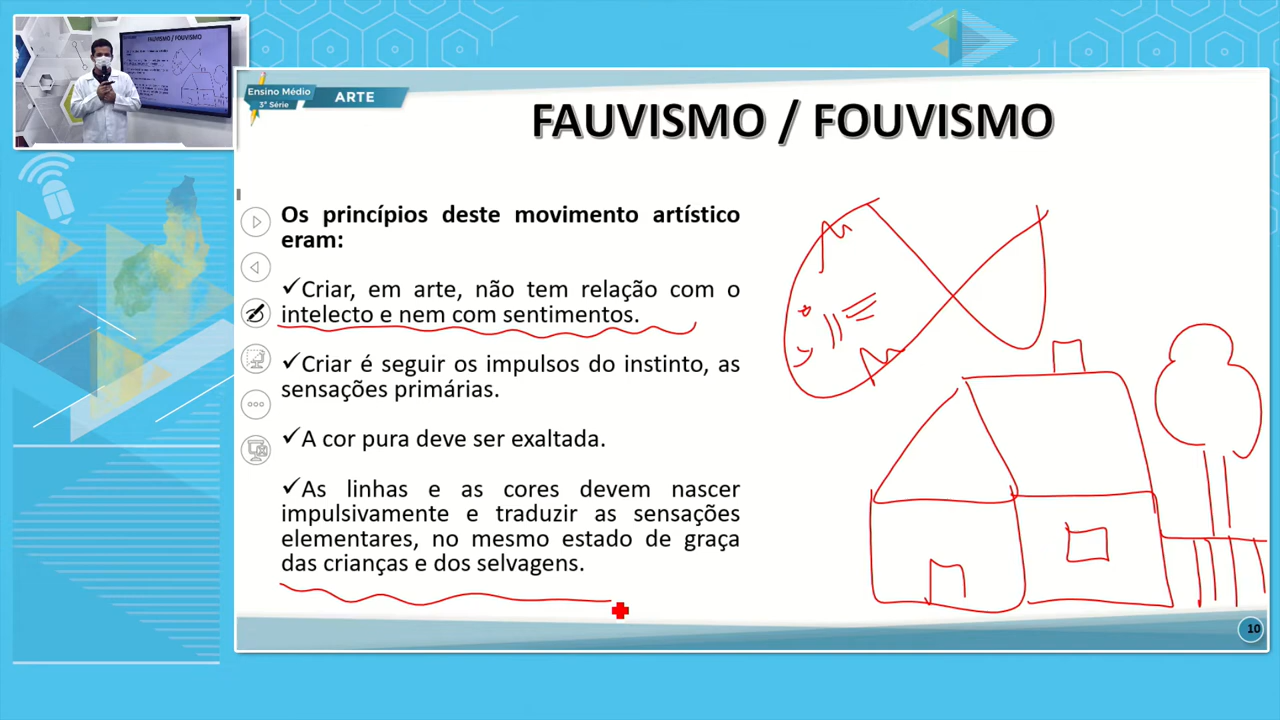 FAUVISMO / FOUVISMO
Ensino Médio
3ª Série
ARTE
FAUVISMO / FOUVISMO
Os princípios deste movimento artístico
eram:
✓Criar, em arte, não tem relação com o
intelecto e nem com sentimentos.
✓Criar é seguir os impulsos do instinto, as
sensações primárias.
✓A cor pura deve ser exaltada.
✓As linhas e as cores devem nascer
impulsivamente e traduzir as sensações
elementares, no mesmo estado de graça
das crianças e dos selvagens.
10